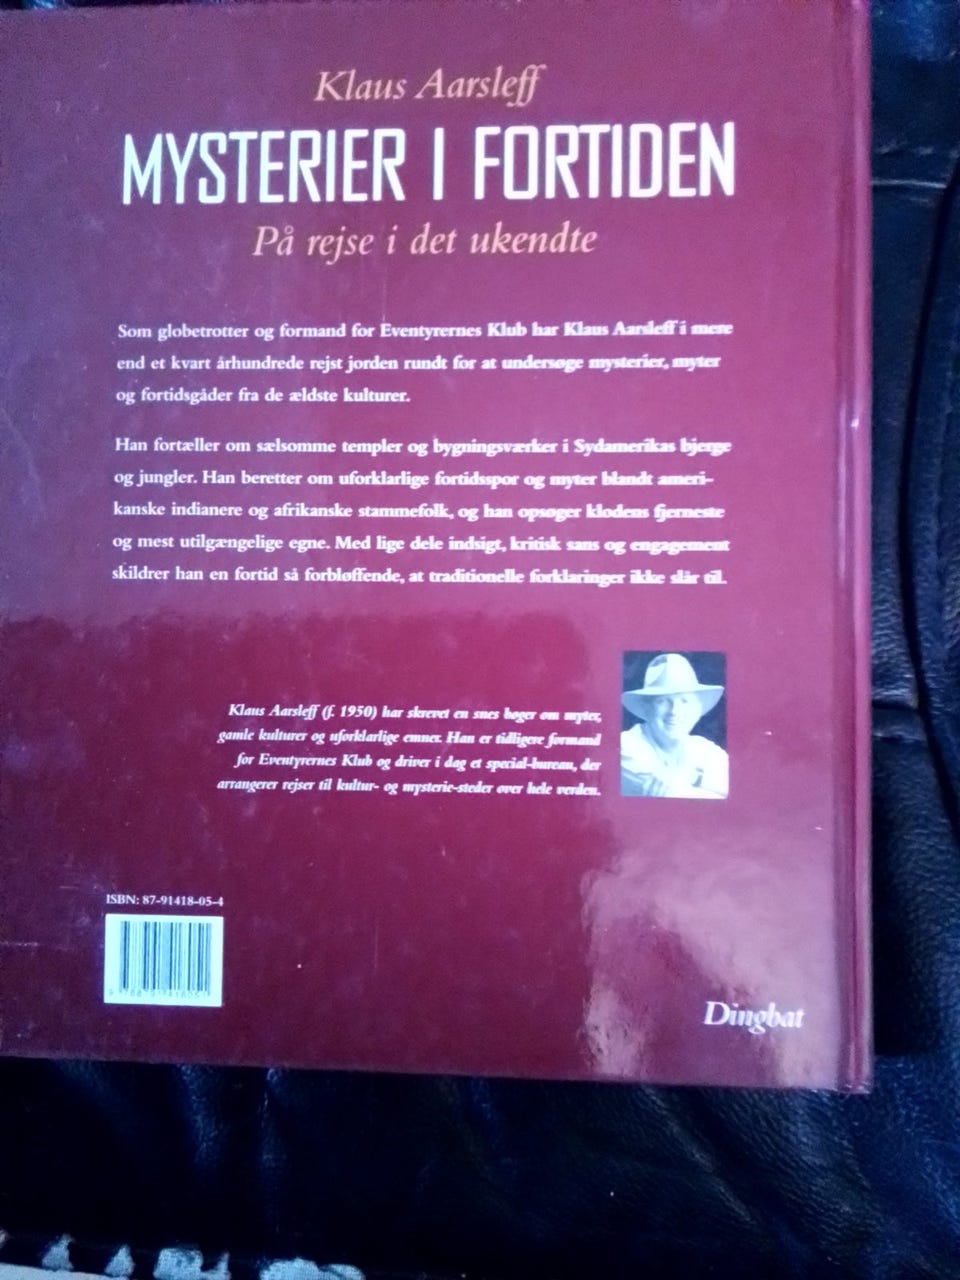 Klaus Aarsleff
MYSTERIER I FORTIDEN
På rejse i det ukendte
Som globetrotter og formand for Eventyrernes Klub har Klaus Aarsleff i mere
end et kvart århundrede rejst jorden rundt for at undersøge mysterier, myter
og fortidsgåder fra de ældste kulturer.
Han fortæller om sælsomme templer og bygningsværker i Sydamerikas bjerge
og jungler. Han beretter om uforklarlige fortidsspor og myter blandt ameri-
kanske indianere og afrikanske stammefolk, og han opsøger klodens fjerneste
og mest utilgængelige egne. Med lige dele indsigt, kritisk sans og engagement
skildrer han en fortid så forbløffende, at traditionelle forklaringer ikke slår til.
Klaus Aarsleff (f. 1950) har skrevet en snes bøger om myter,
gamle kulturer og uforklarlige emner. Han er tidligere formand
for Eventyrernes Klub og driver i dag et special-bureau, der
arrangerer rejser til kultur- og mysterie-steder over hele verden.
ISBN: 87-91418-05-4
Dingbat